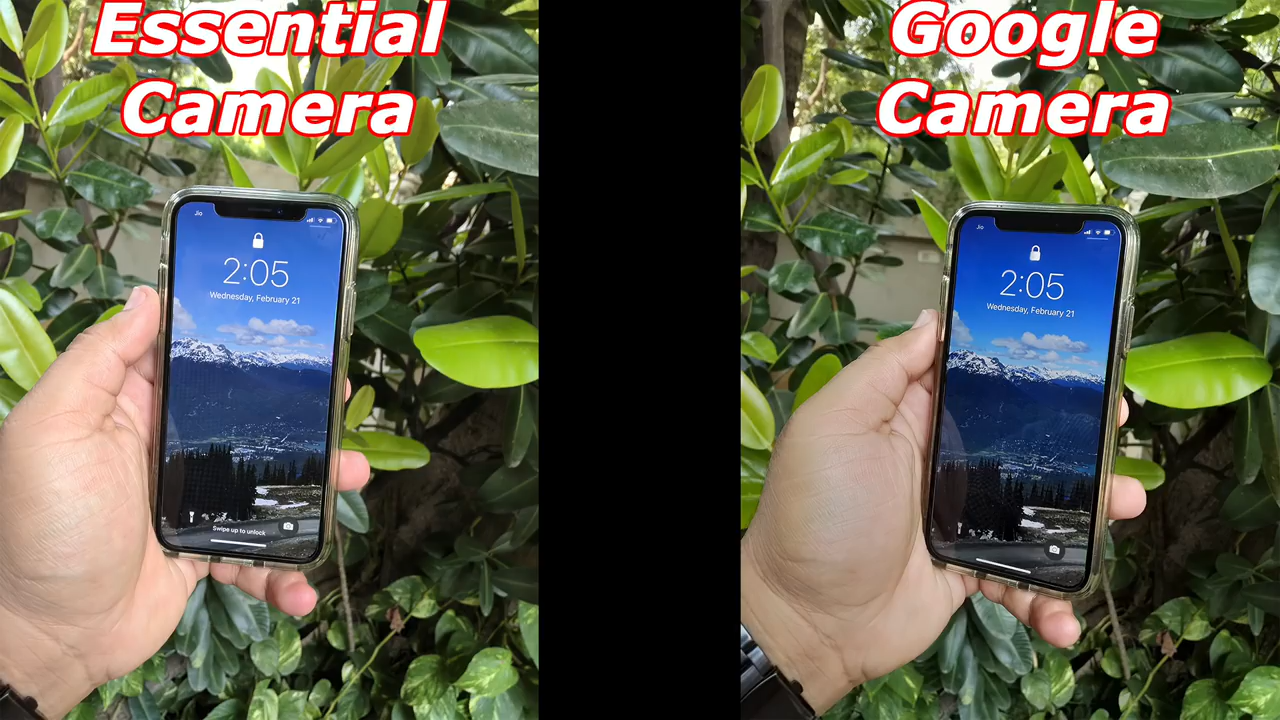 Essential
Camera
Jio
2:05
Wednesday, February 21
Swipe up to unlock
Google
Camera
Jio
2:05
Wednesday, February 21